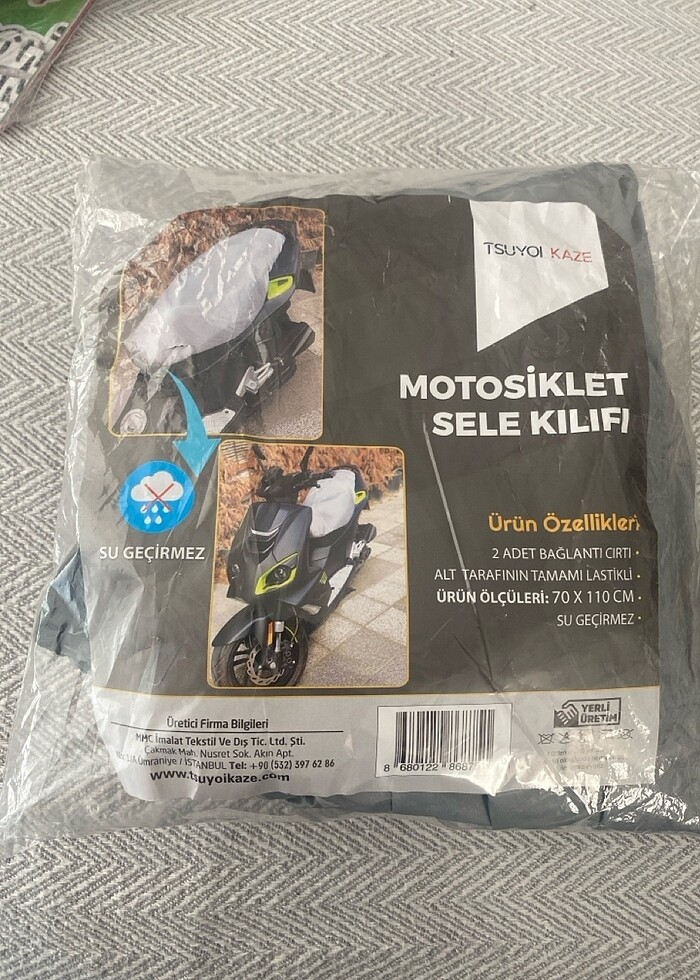 TSUYOI KAZE
MOTOSİKLET
SELE KILIFI
SU GEÇİRMEZ
Ürün Özellikleri
2 ADET BAĞLANTI CIRTI •
ALT TARAFININ TAMAMI LASTİKLİ •
ÜRÜN ÖLÇÜLERİ: 70 X 110 CM •
SU GEÇİRMEZ •
Üretici Firma Bilgileri
MMC İmalat Tekstil Ve Dış Tic. Ltd. Şti.
Çakmak Mah. Nusret Sok. Akın Apt.
Ümraniye / İSTANBUL Tel: +90 (532) 397 62 86
www.tsuyoikaze.com
8 680122 8687
YERLİ
ÜRETİM